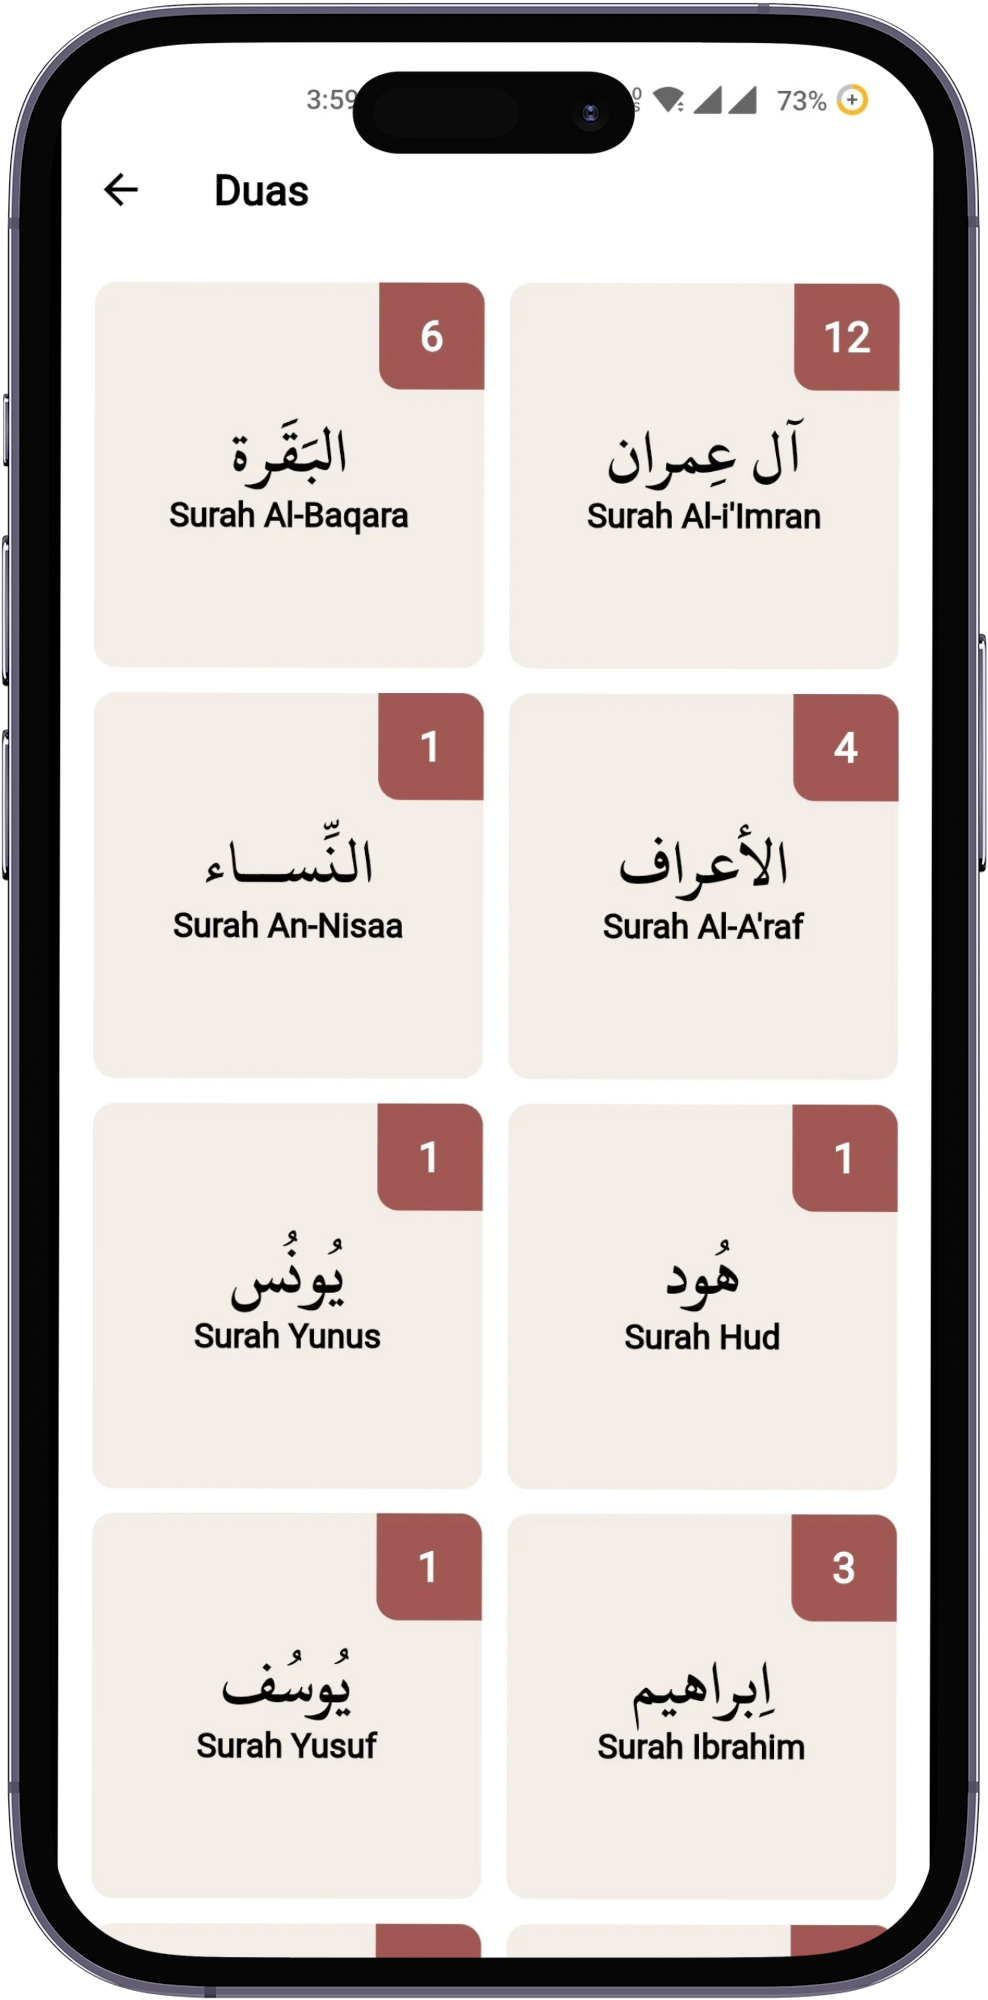 3:59
73%
Duas
6
البَقَرة
Surah Al-Baqara
12
آل عِمران
Surah Al-i'Imran
1
النِّســاء
Surah An-Nisaa
4
الأعراف
Surah Al-A'raf
1
يُونُس
Surah Yunus
1
هُود
Surah Hud
1
يُوسُف
Surah Yusuf
3
اِبراهيم
Surah Ibrahim